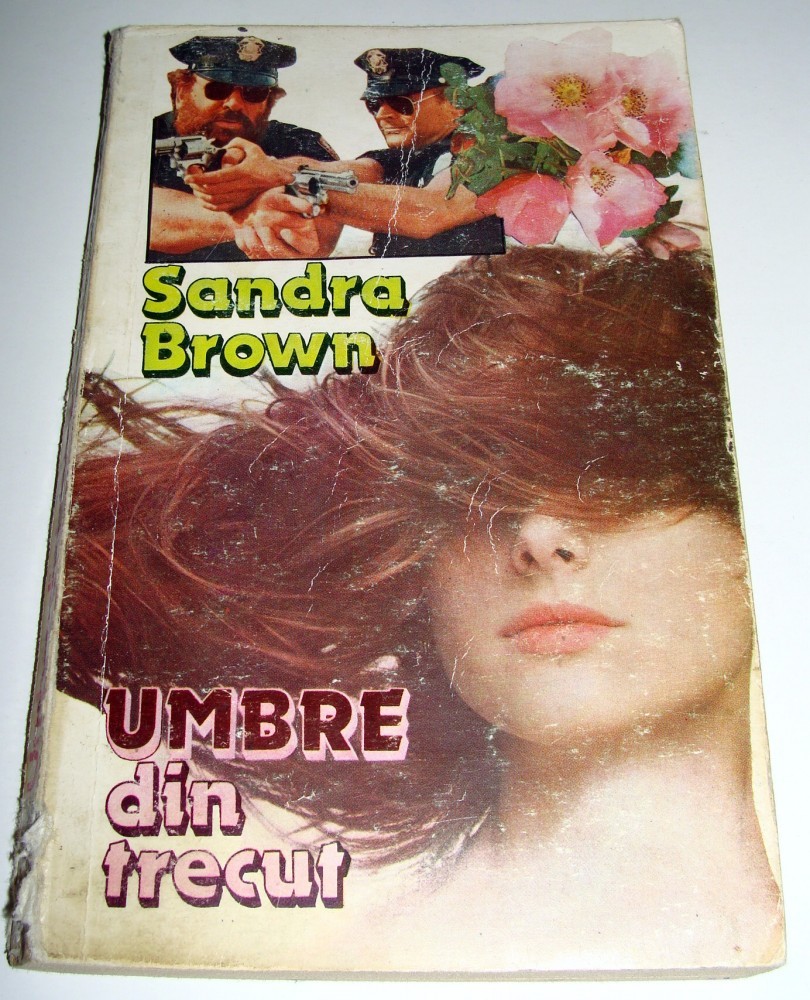 Sandra
Brown
UMBRE
din
trecut